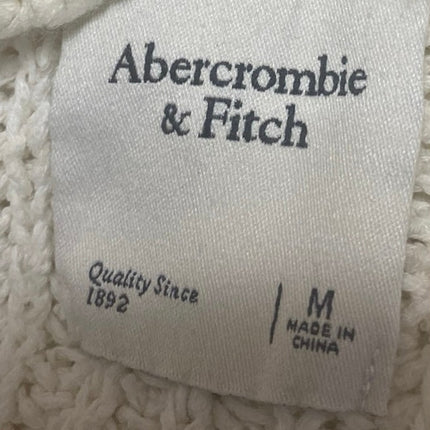 Abercrombie
& Fitch
Quality Since
1892
M
MADE IN
CHINA